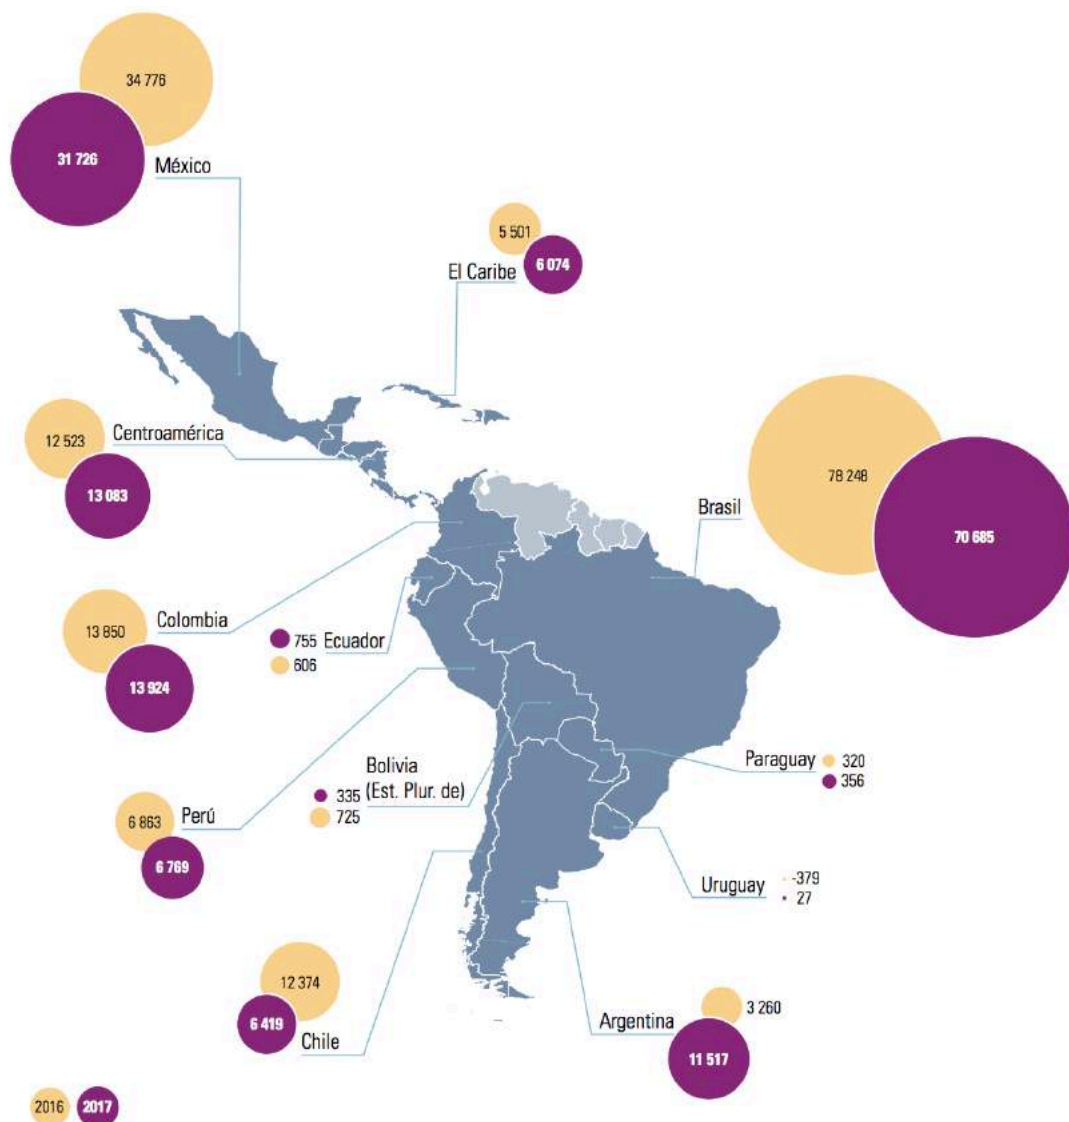 34 776
31 726
México
5 501
6 074
El Caribe
12 523
13 083
Centroamérica
78 248
70 685
Brasil
13 850
13 924
Colombia
755
606
Ecuador
335
725
Bolivia
(Est. Plur. de)
Paraguay
320
356
6 863
6 769
Perú
Uruguay
-379
27
12 374
6 419
Chile
Argentina
3 260
11 517
2016
2017